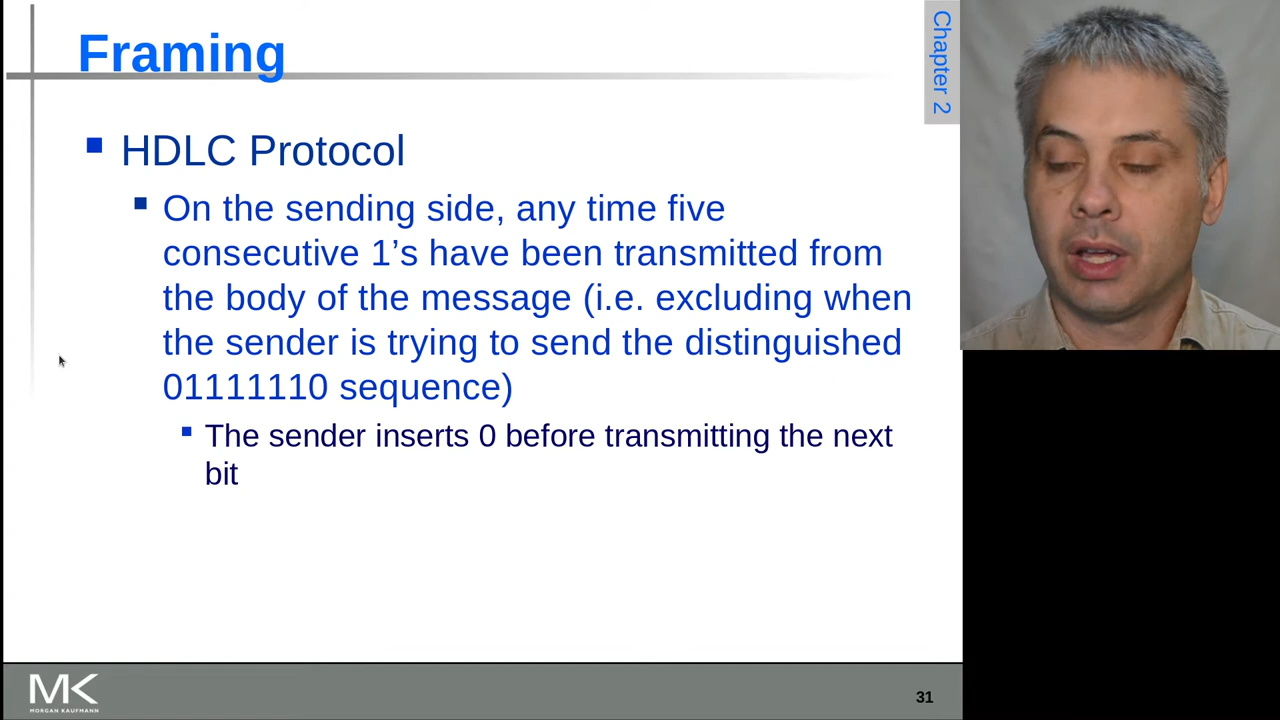 Framing
Chapter 2
HDLC Protocol
On the sending side, any time five
consecutive 1’s have been transmitted from
the body of the message (i.e. excluding when
the sender is trying to send the distinguished
01111110 sequence)
The sender inserts 0 before transmitting the next
bit
MK
MORGAN KAUFMANN
31